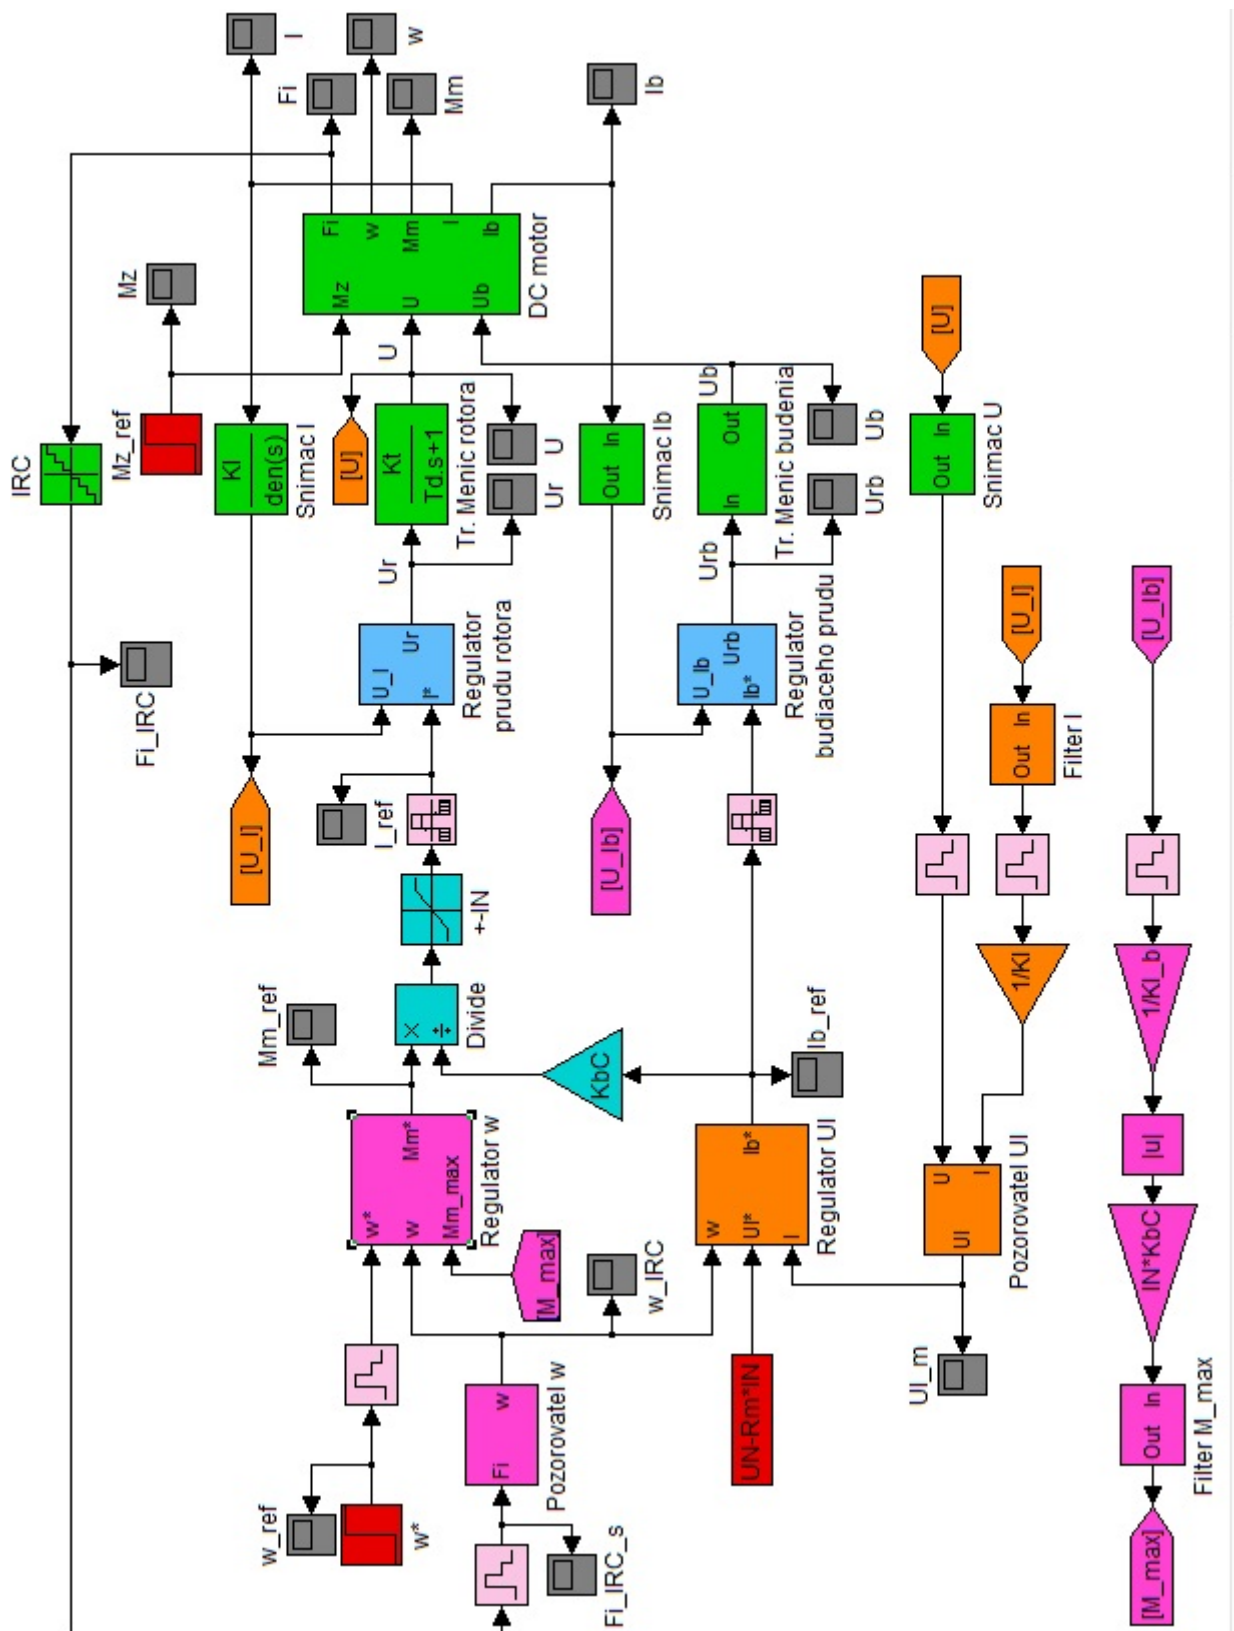 IRC
Mz
Mz_ref
Fi_IRC
[U_I]
KI
den(s)
Snimac I
I
Fi
w
Mm
w_ref
w*
Mm_ref
I_ref
w*
w
Mm_max
Mm*
Regulator w
×
÷
Divide
+-IN
U_I
I*
Ur
Regulator
prudu rotora
Ur
[U]
Kt
Td.s+1
Tr. Menic rotora
Ur
U
U
Mz
U
Ub
Fi
w
Mm
I
Ib
DC motor
Fi
w
Pozorovatel w
Fi_IRC_s
[M_max]
w_IRC
KbC
[U_Ib]
Out
In
Snimac Ib
Ib
UN-Rm*IN
w
UI*
I
Ib*
Regulator UI
Ib_ref
U_Ib
Ib*
Urb
Regulator
budiaceho prudu
Urb
In
Out
Tr. Menic budenia
Ub
Urb
Ub
UI_m
UI
U
I
Pozorovatel UI
Out
In
Snimac U
[U]
1/KI
Out
In
Filter I
[U_I]
[M_max]
Out
In
Filter M_max
IN*KbC
|u|
1/KI_b
[U_Ib]